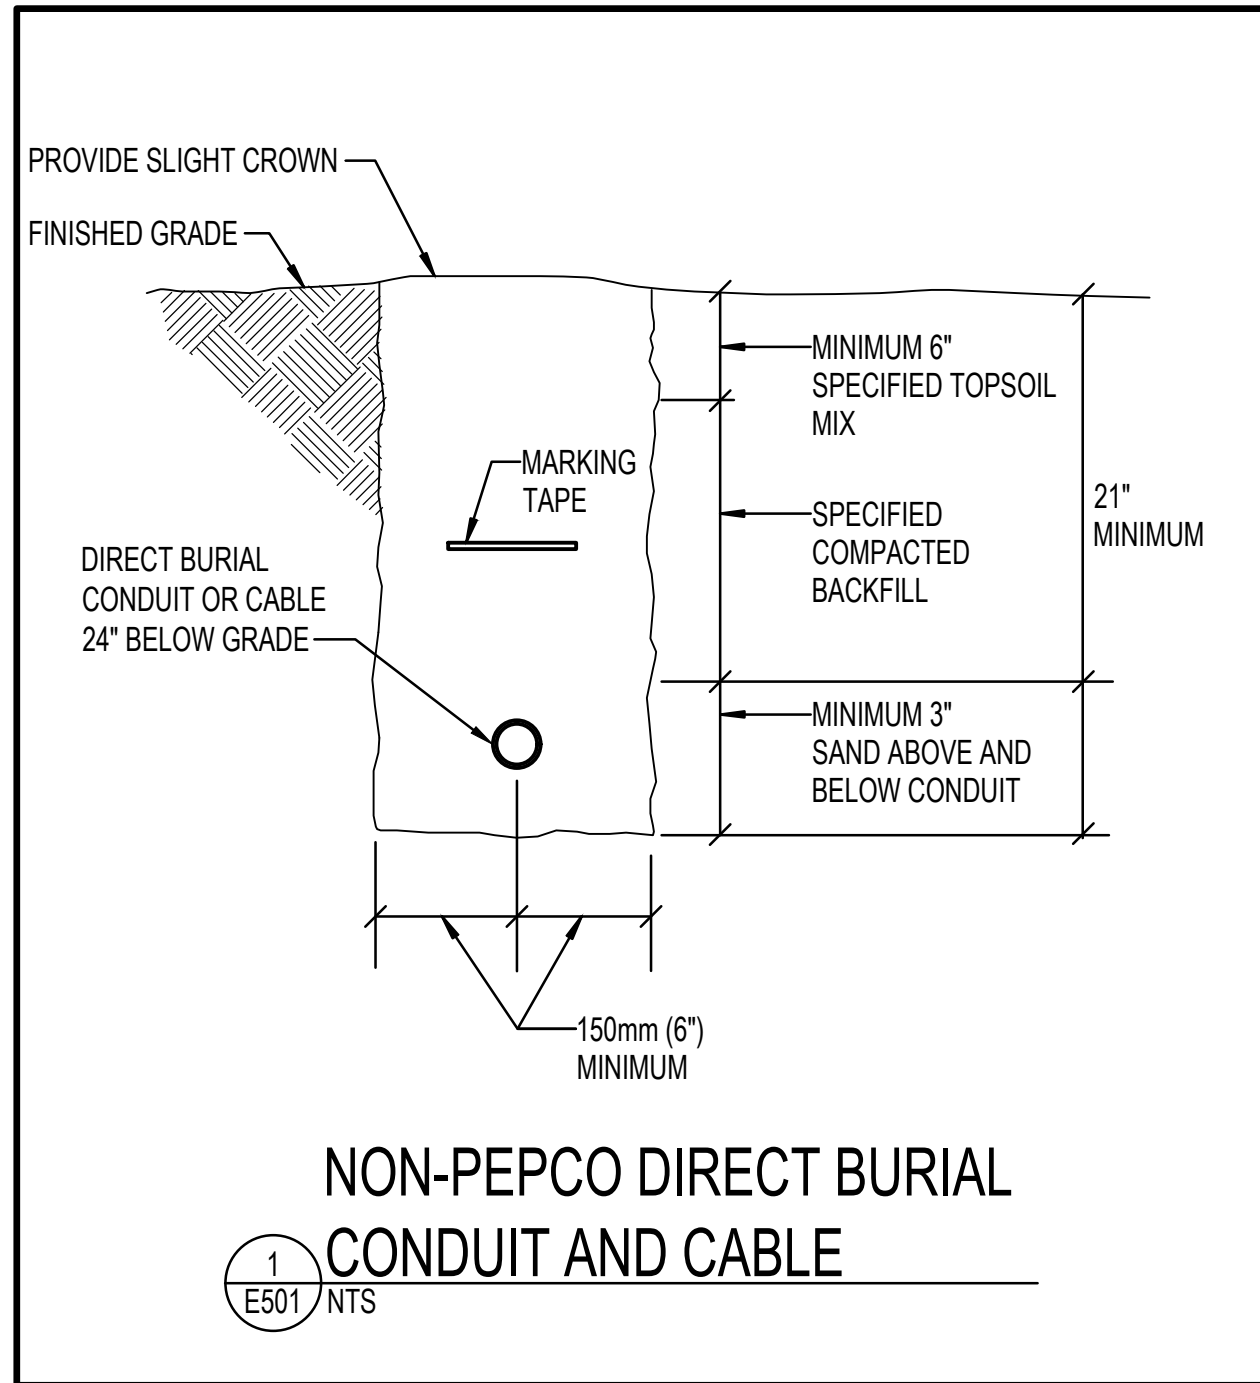 PROVIDE SLIGHT CROWN
FINISHED GRADE
MINIMUM 6"
SPECIFIED TOPSOIL
MIX
MARKING
TAPE
21"
MINIMUM
SPECIFIED
COMPACTED
BACKFILL
DIRECT BURIAL
CONDUIT OR CABLE
24" BELOW GRADE
MINIMUM 3"
SAND ABOVE AND
BELOW CONDUIT
150mm (6")
MINIMUM
NON-PEPCO DIRECT BURIAL
CONDUIT AND CABLE
1
E501
NTS